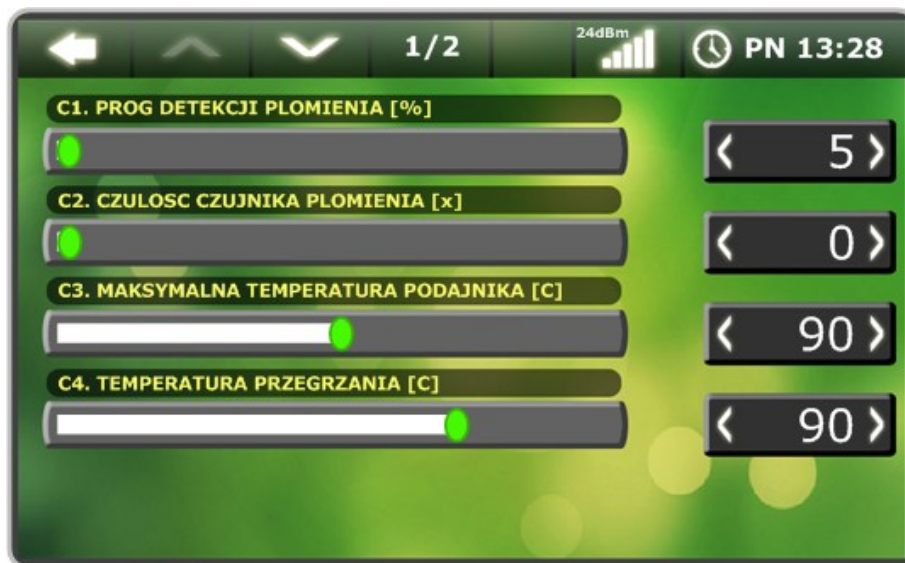 1/2 24dBm PN 13:28
C1. PROG DETEKCJI PLOMIENIA [%]
5
C2. CZULOSC CZUJNIKA PLOMIENIA [x]
0
C3. MAKSYMALNA TEMPERATURA PODAJNIKA [C]
90
C4. TEMPERATURA PRZEGRZANIA [C]
90